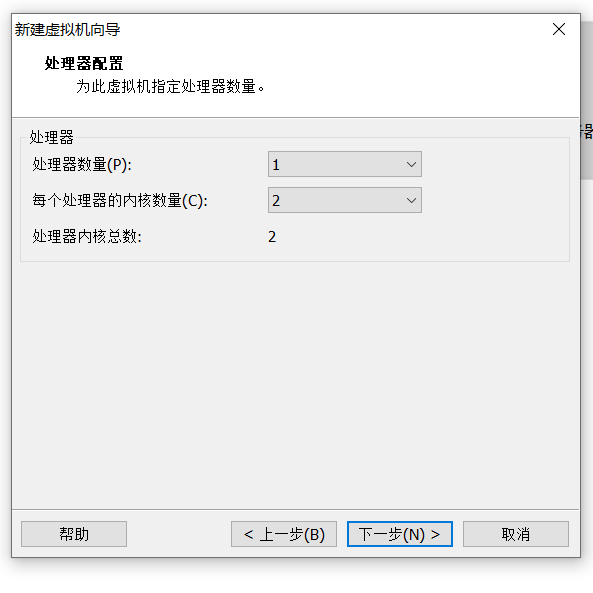 新建虚拟机向导
处理器配置
为此虚拟机指定处理器数量。
处理器
处理器数量(P): 1
每个处理器的内核数量(C): 2
处理器内核总数: 2
帮助 < 上一步(B) 下一步(N) > 取消